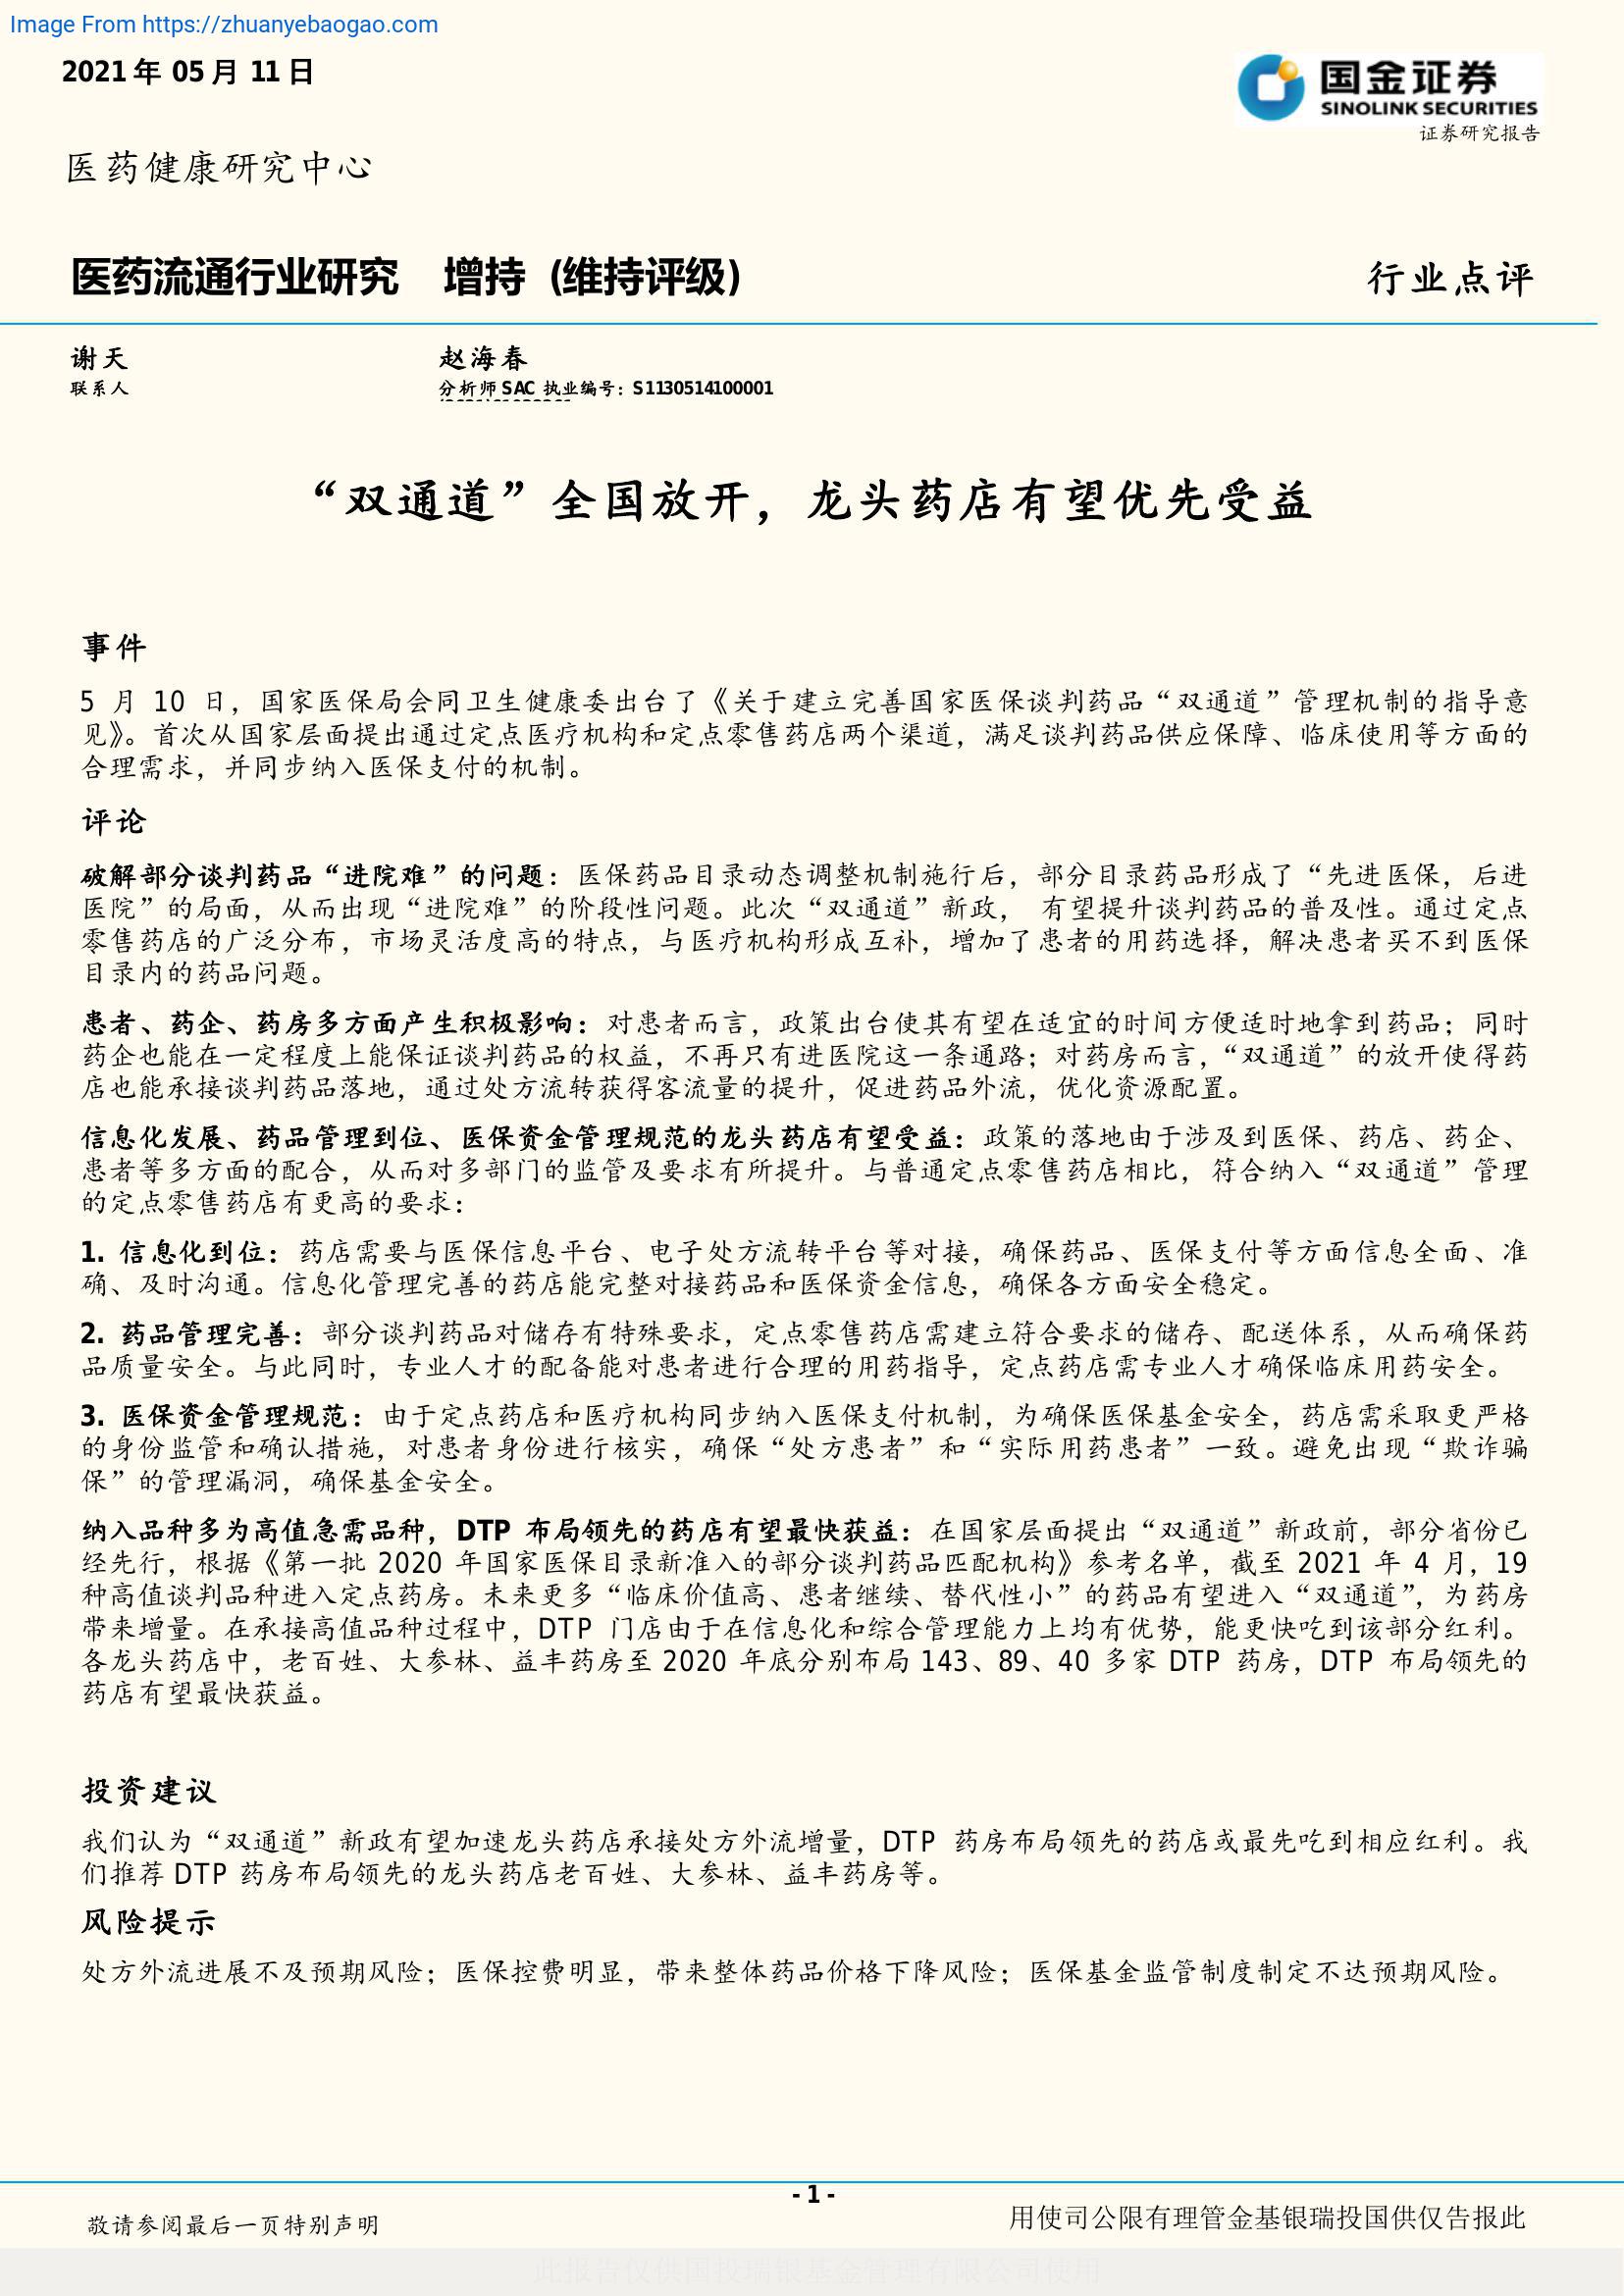 Image From https://zhuanyebaogao.com
2021年 05月 11日
国金证券
SINOLINK SECURITIES
证券研究报告
医药健康研究中心
医药流通行业研究 增持 (维持评级)
行业点评
谢天
赵海春
联系人
分析师 SAC 执业编号：S1130514100001
“双通道”全国放开，龙头药店有望优先受益
事件
5 月 10 日，国家医保局会同卫生健康委出台了《关于建立完善国家医保谈判药品“双通道”管理机制的指导意
见》。首次从国家层面提出通过定点医疗机构和定点零售药店两个渠道，满足谈判药品供应保障、临床使用等方面的
合理需求，并同步纳入医保支付的机制。
评论
破解部分谈判药品“进院难”的问题：医保药品目录动态调整机制施行后，部分目录药品形成了“先进医保，后进
医院”的局面，从而出现“进院难”的阶段性问题。此次“双通道”新政， 有望提升谈判药品的普及性。通过定点
零售药店的广泛分布，市场灵活度高的特点，与医疗机构形成互补，增加了患者的用药选择，解决患者买不到医保
目录内的药品问题。
患者、药企、药房多方面产生积极影响：对患者而言，政策出台使其有望在适宜的时间方便适时地拿到药品；同时
药企也能在一定程度上能保证谈判药品的权益，不再只有进医院这一条通路；对药房而言，“双通道”的放开使得药
店也能承接谈判药品落地，通过处方流转获得客流量的提升，促进药品外流，优化资源配置。
信息化发展、药品管理到位、医保资金管理规范的龙头药店有望受益：政策的落地由于涉及到医保、药店、药企、
患者等多方面的配合，从而对多部门的监管及要求有所提升。与普通定点零售药店相比，符合纳入“双通道”管理
的定点零售药店有更高的要求：
1. 信息化到位：药店需要与医保信息平台、电子处方流转平台等对接，确保药品、医保支付等方面信息全面、准
确、及时沟通。信息化管理完善的药店能完整对接药品和医保资金信息，确保各方面安全稳定。
2. 药品管理完善：部分谈判药品对储存有特殊要求，定点零售药店需建立符合要求的储存、配送体系，从而确保药
品质量安全。与此同时，专业人才的配备能对患者进行合理的用药指导，定点药店需专业人才确保临床用药安全。
3. 医保资金管理规范：由于定点药店和医疗机构同步纳入医保支付机制，为确保医保基金安全，药店需采取更严格
的身份监管和确认措施，对患者身份进行核实，确保“处方患者”和“实际用药患者”一致。避免出现“欺诈骗
保”的管理漏洞，确保基金安全。
纳入品种多为高值急需品种，DTP 布局领先的药店有望最快获益：在国家层面提出“双通道”新政前，部分省份已
经先行，根据《第一批 2020 年国家医保目录新准入的部分谈判药品匹配机构》参考名单，截至 2021 年 4 月，19
种高值谈判品种进入定点药房。未来更多“临床价值高、患者继续、替代性小”的药品有望进入“双通道”，为药房
带来增量。在承接高值品种过程中，DTP 门店由于在信息化和综合管理能力上均有优势，能更快吃到该部分红利。
各龙头药店中，老百姓、大参林、益丰药房至 2020 年底分别布局 143、89、40 多家 DTP 药房，DTP 布局领先的
药店有望最快获益。
投资建议
我们认为“双通道”新政有望加速龙头药店承接处方外流增量，DTP 药房布局领先的药店或最先吃到相应红利。我
们推荐 DTP 药房布局领先的龙头药店老百姓、大参林、益丰药房等。
风险提示
处方外流进展不及预期风险；医保控费明显，带来整体药品价格下降风险；医保基金监管制度制定不达预期风险。
- 1 -
敬请参阅最后一页特别声明
用使司公限有理管金基银瑞投国供仅告报此
此报告仅供国投瑞银基金管理有限公司使用